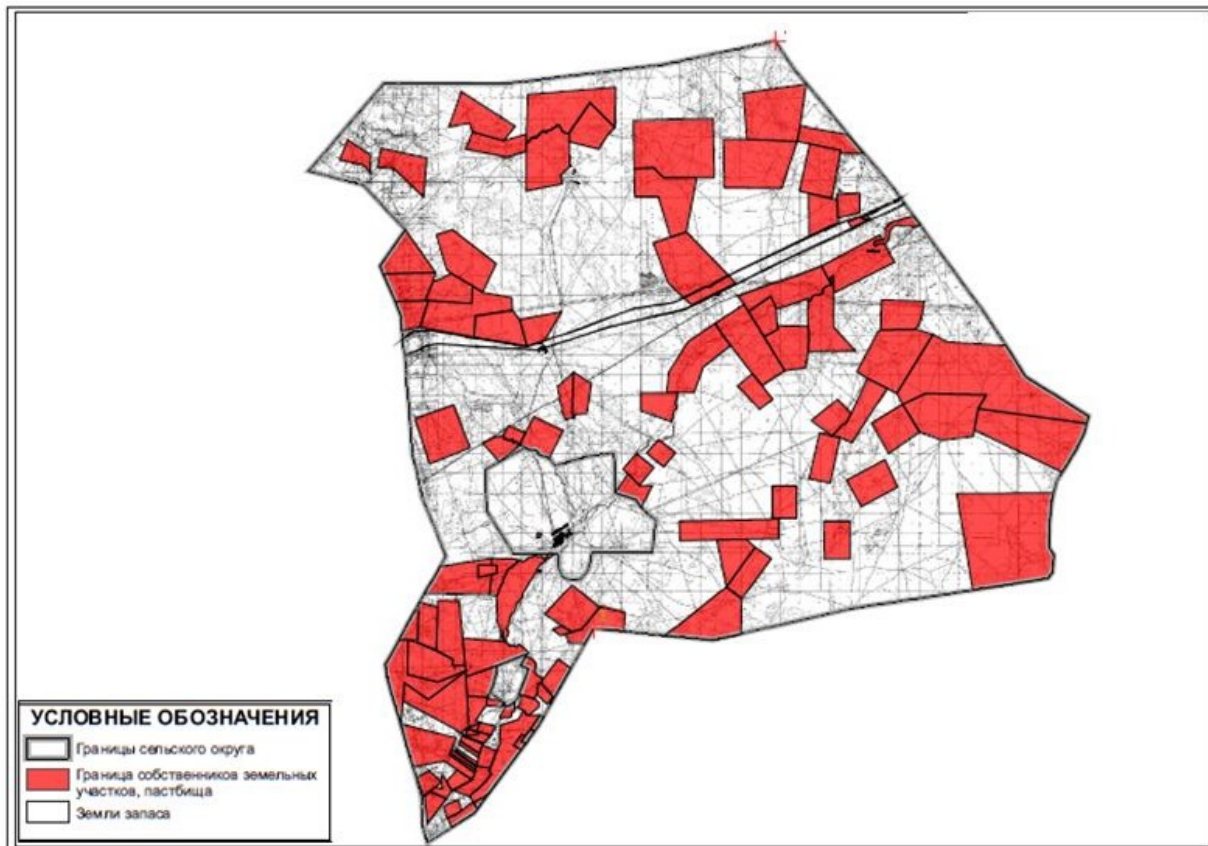 УСЛОВНЫЕ ОБОЗНАЧЕНИЯ
Границы сельского округа
Граница собственников земельных
участков, пастбища
Земли запаса